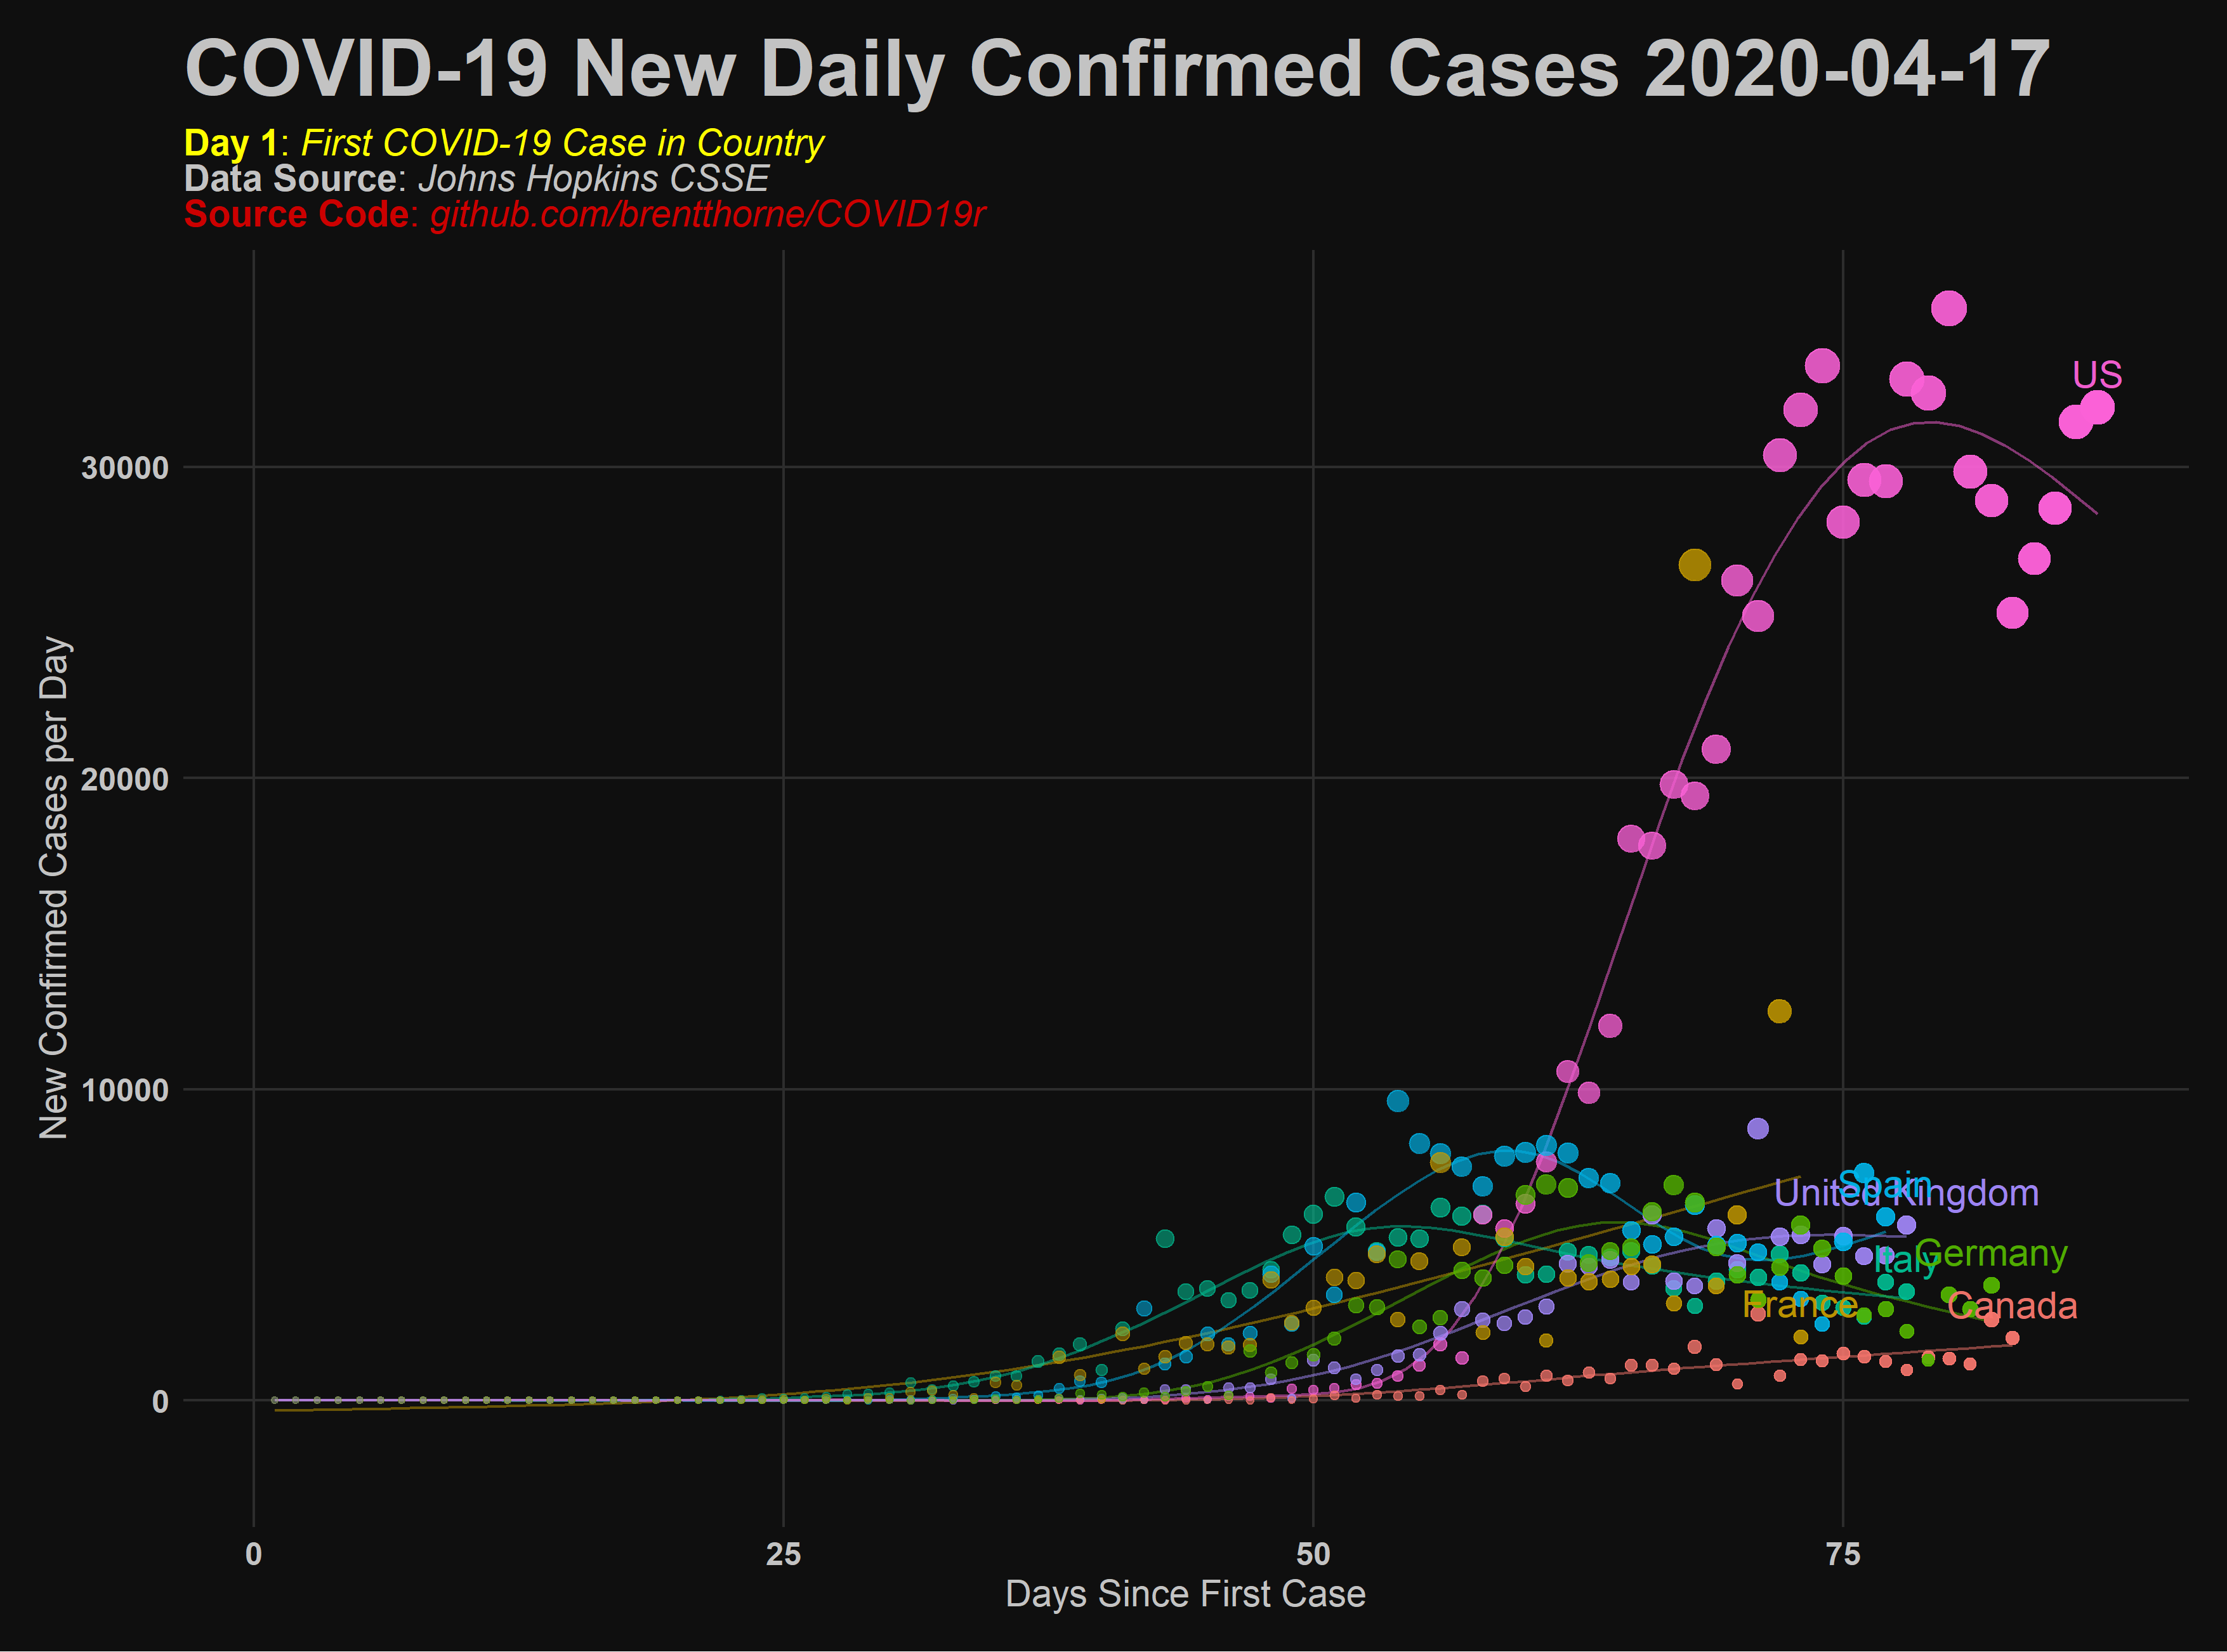 COVID-19 New Daily Confirmed Cases 2020-04-17
Day 1: First COVID-19 Case in Country
Data Source: Johns Hopkins CSSE
Source Code: github.com/brentthorne/COVID19r
New Confirmed Cases per Day
30000
20000
10000
0
US
Spain
United Kingdom
Germany
Italy
France
Canada
0 25 50 75
Days Since First Case